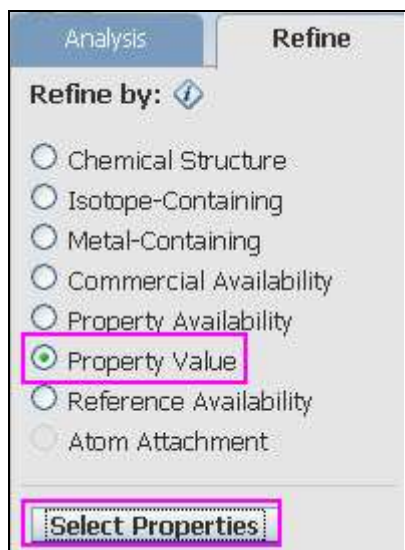 Analysis Refine
Refine by:
Chemical Structure
Isotope-Containing
Metal-Containing
Commercial Availability
Property Availability
Property Value
Reference Availability
Atom Attachment
Select Properties